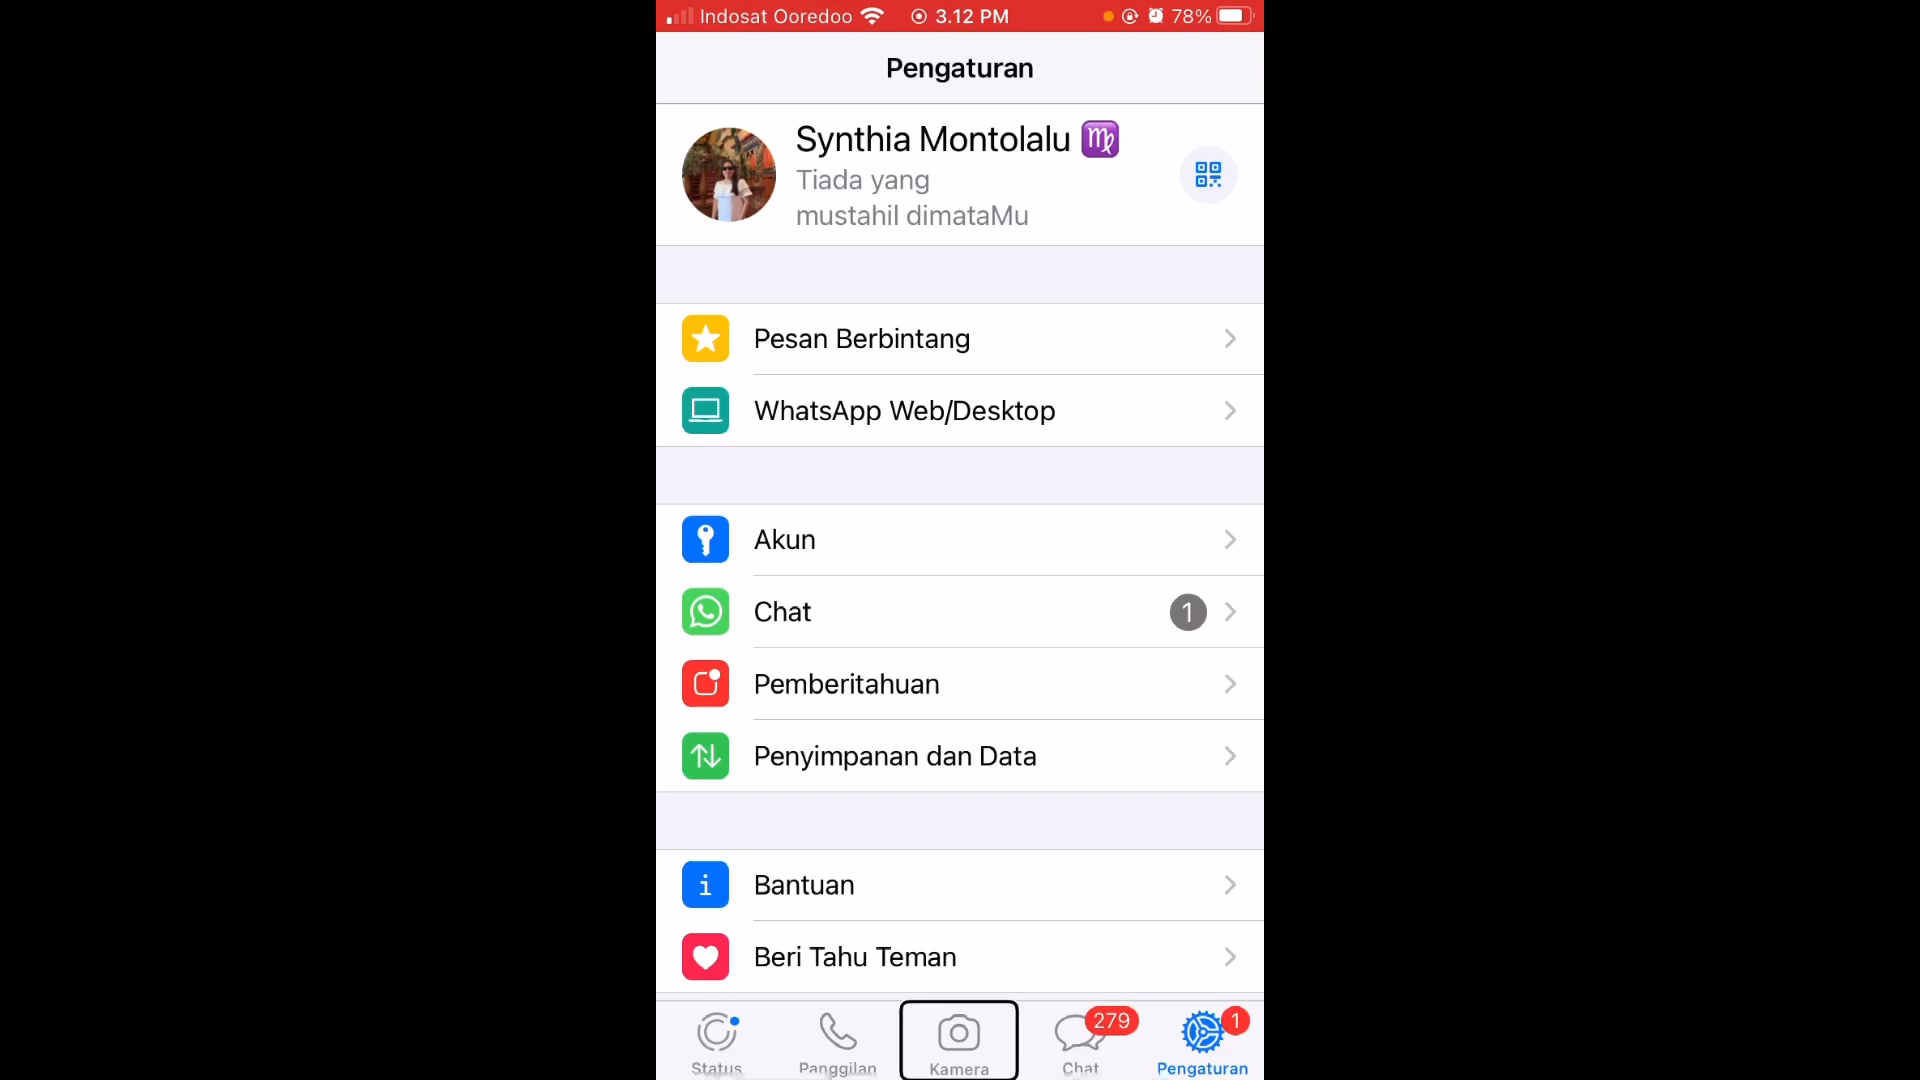 Indosat Ooredoo 3.12 PM 78%
Pengaturan
Synthia Montolalu ♍
Tiada yang
mustahil dimataMu
Pesan Berbintang
WhatsApp Web/Desktop
Akun
Chat 1
Pemberitahuan
Penyimpanan dan Data
Bantuan
Beri Tahu Teman
279 1
Status Panggilan Kamera Chat Pengaturan